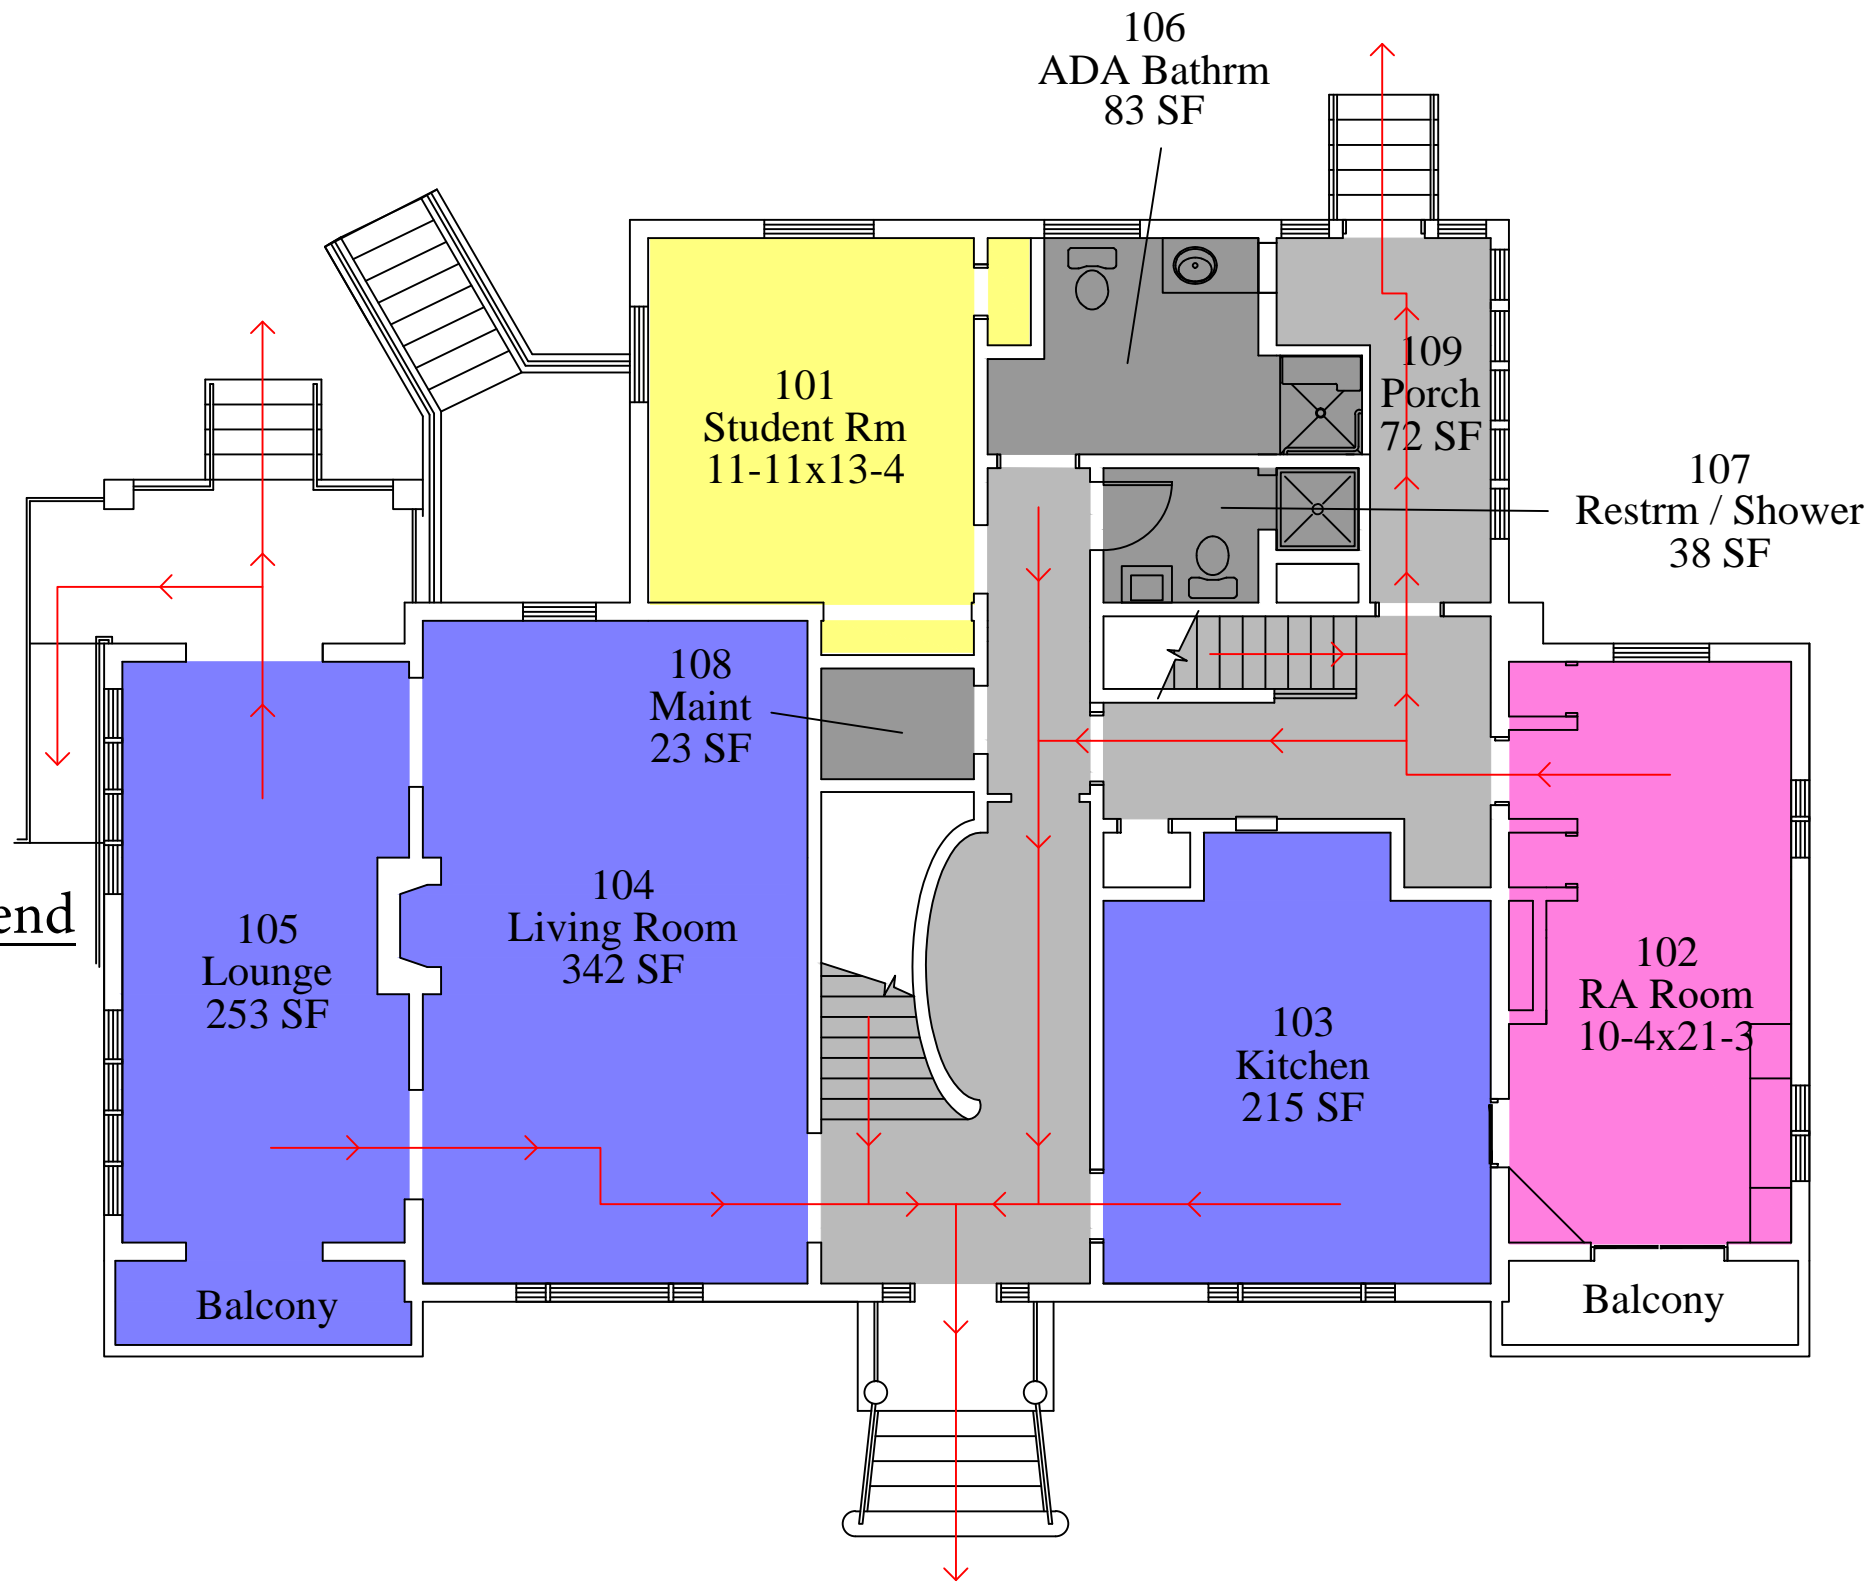 106
ADA Bathrm
83 SF
101
Student Rm
11-11x13-4
109
Porch
72 SF
107
Restrm / Shower
38 SF
108
Maint
23 SF
104
Living Room
342 SF
105
Lounge
253 SF
end
102
RA Room
10-4x21-3
103
Kitchen
215 SF
Balcony
Balcony